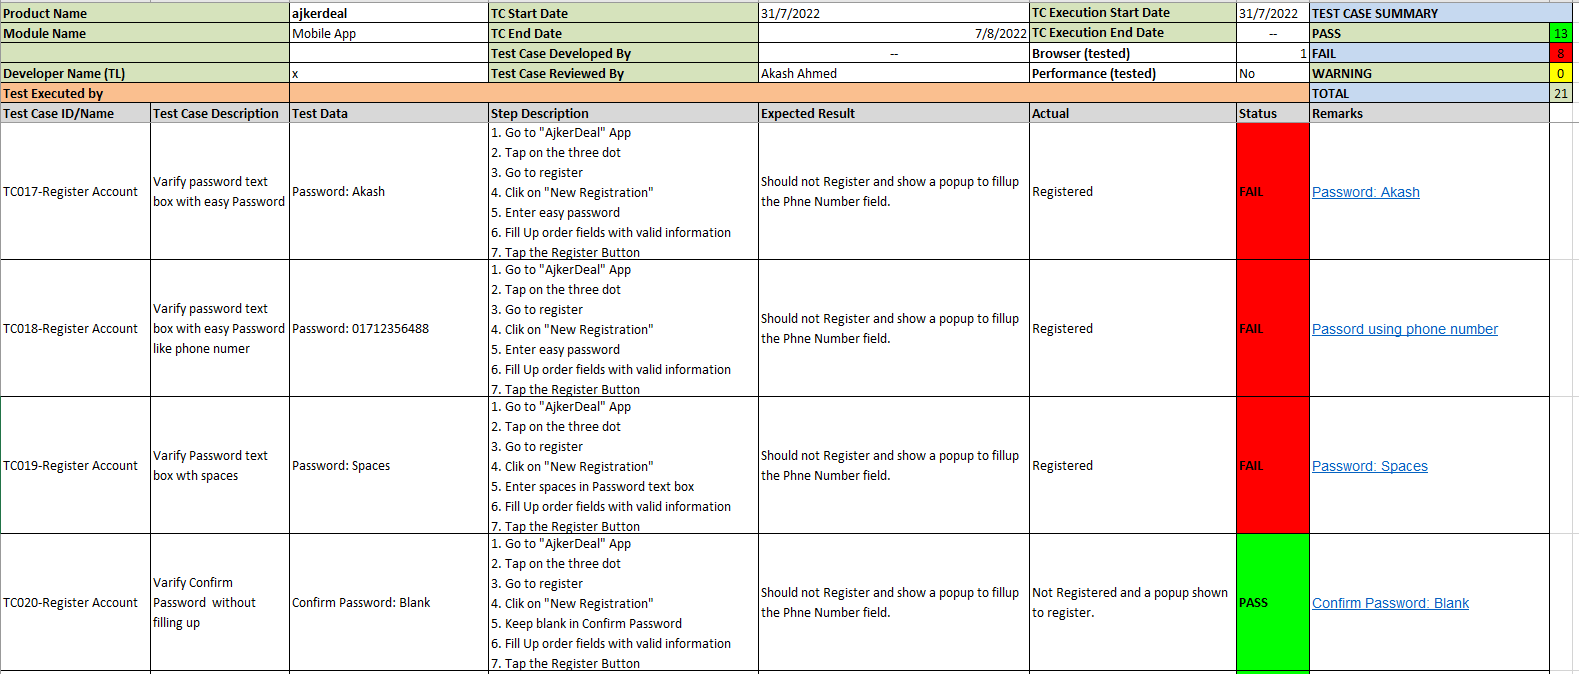 Product Name ajkerdeal TC Start Date 31/7/2022 TC Execution Start Date 31/7/2022 TEST CASE SUMMARY
Module Name Mobile App TC End Date 7/8/2022 TC Execution End Date -- PASS 13
Test Case Developed By -- Browser (tested) 1 FAIL 8
Developer Name (TL) x Test Case Reviewed By Akash Ahmed Performance (tested) No WARNING 0
Test Executed by TOTAL 21
Test Case ID/Name Test Case Description Test Data Step Description Expected Result Actual Status Remarks
TC017-Register Account
Varify password text
box with easy Password
Password: Akash
1. Go to "AjkerDeal" App
2. Tap on the three dot
3. Go to register
4. Clik on "New Registration"
5. Enter easy password
6. Fill Up order fields with valid information
7. Tap the Register Button
Should not Register and show a popup to fillup
the Phne Number field.
Registered
FAIL
Password: Akash
TC018-Register Account
Varify password text
box with easy Password
like phone numer
Password: 01712356488
1. Go to "AjkerDeal" App
2. Tap on the three dot
3. Go to register
4. Clik on "New Registration"
5. Enter easy password
6. Fill Up order fields with valid information
7. Tap the Register Button
Should not Register and show a popup to fillup
the Phne Number field.
Registered
FAIL
Passord using phone number
TC019-Register Account
Varify Password text
box wth spaces
Password: Spaces
1. Go to "AjkerDeal" App
2. Tap on the three dot
3. Go to register
4. Clik on "New Registration"
5. Enter spaces in Password text box
6. Fill Up order fields with valid information
7. Tap the Register Button
Should not Register and show a popup to fillup
the Phne Number field.
Registered
FAIL
Password: Spaces
TC020-Register Account
Varify Confirm
Password  without
filling up
Confirm Password: Blank
1. Go to "AjkerDeal" App
2. Tap on the three dot
3. Go to register
4. Clik on "New Registration"
5. Keep blank in Confirm Password
6. Fill Up order fields with valid information
7. Tap the Register Button
Should not Register and show a popup to fillup
the Phne Number field.
Not Registered and a popup shown
to register.
PASS
Confirm Password: Blank